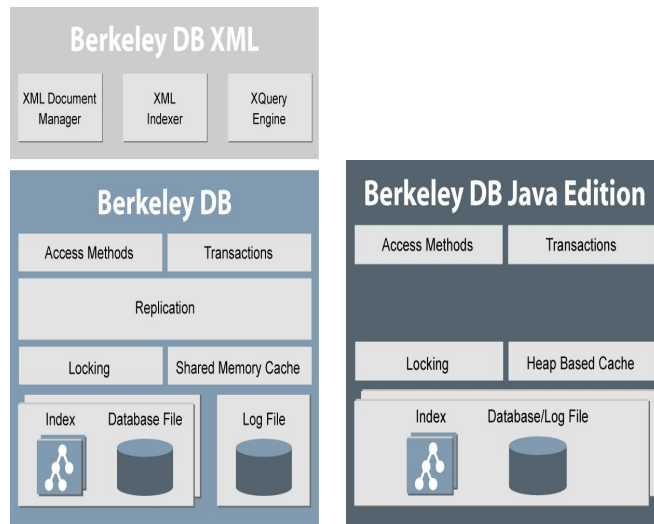 Berkeley DB XML
XML Document
Manager
XML
Indexer
XQuery
Engine
Berkeley DB
Access Methods
Transactions
Replication
Locking
Shared Memory Cache
Index
Database File
Log File
Berkeley DB Java Edition
Access Methods
Transactions
Locking
Heap Based Cache
Index
Database/Log File